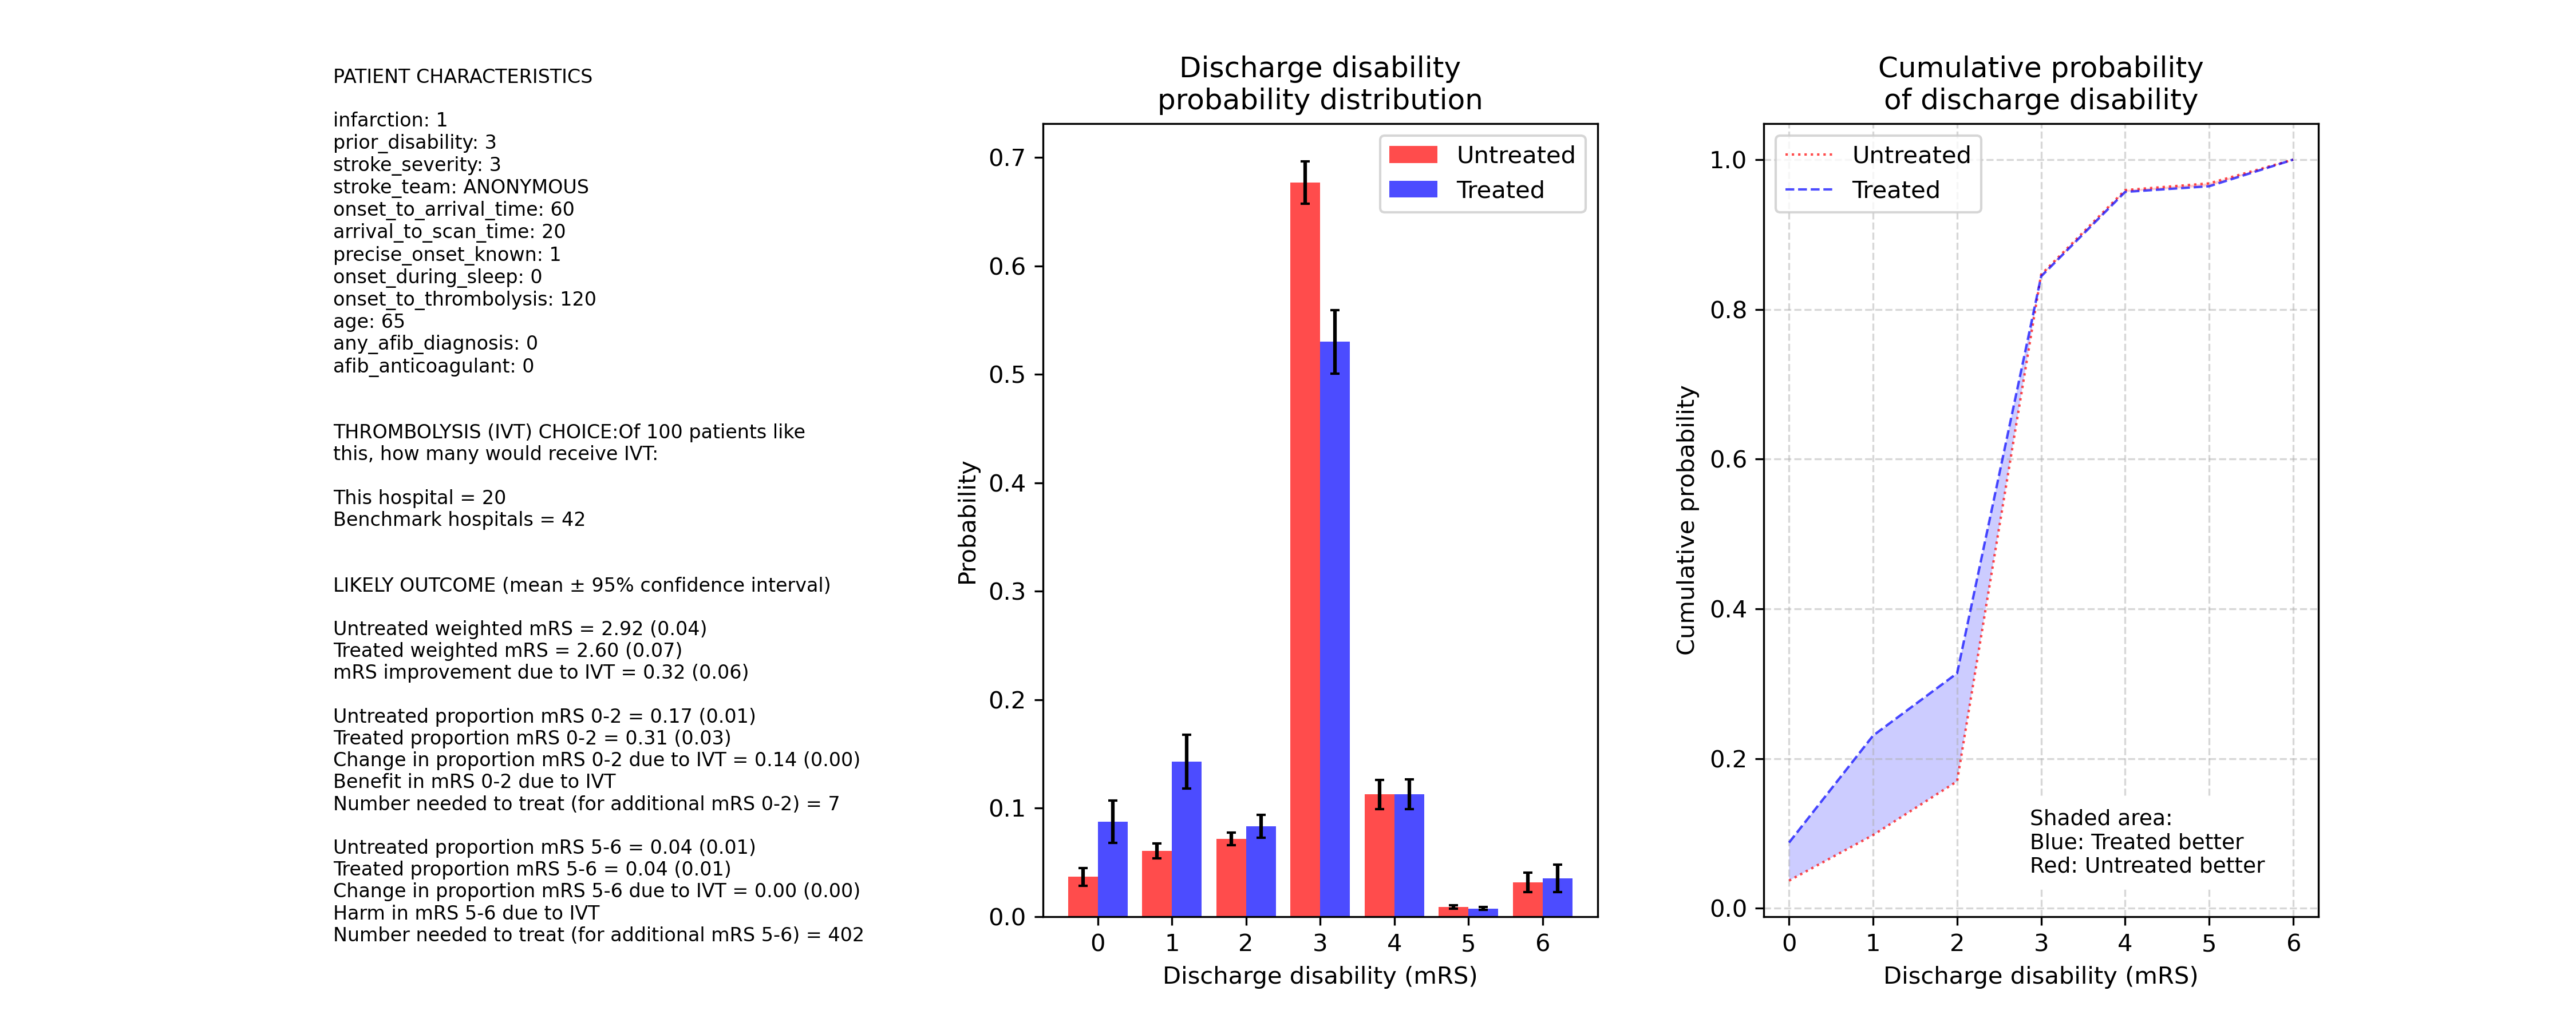 PATIENT CHARACTERISTICS
infarction: 1
prior_disability: 3
stroke_severity: 3
stroke_team: ANONYMOUS
onset_to_arrival_time: 60
arrival_to_scan_time: 20
precise_onset_known: 1
onset_during_sleep: 0
onset_to_thrombolysis: 120
age: 65
any_afib_diagnosis: 0
afib_anticoagulant: 0
THROMBOLYSIS (IVT) CHOICE:Of 100 patients like
this, how many would receive IVT:
This hospital = 20
Benchmark hospitals = 42
LIKELY OUTCOME (mean ± 95% confidence interval)
Untreated weighted mRS = 2.92 (0.04)
Treated weighted mRS = 2.60 (0.07)
mRS improvement due to IVT = 0.32 (0.06)
Untreated proportion mRS 0-2 = 0.17 (0.01)
Treated proportion mRS 0-2 = 0.31 (0.03)
Change in proportion mRS 0-2 due to IVT = 0.14 (0.00)
Benefit in mRS 0-2 due to IVT
Number needed to treat (for additional mRS 0-2) = 7
Untreated proportion mRS 5-6 = 0.04 (0.01)
Treated proportion mRS 5-6 = 0.04 (0.01)
Change in proportion mRS 5-6 due to IVT = 0.00 (0.00)
Harm in mRS 5-6 due to IVT
Number needed to treat (for additional mRS 5-6) = 402
Discharge disability
probability distribution
Untreated
Treated
Probability
0.7
0.6
0.5
0.4
0.3
0.2
0.1
0.0
0 1 2 3 4 5 6
Discharge disability (mRS)
Cumulative probability
of discharge disability
Untreated
Treated
Cumulative probability
1.0
0.8
0.6
0.4
0.2
0.0
Shaded area:
Blue: Treated better
Red: Untreated better
0 1 2 3 4 5 6
Discharge disability (mRS)